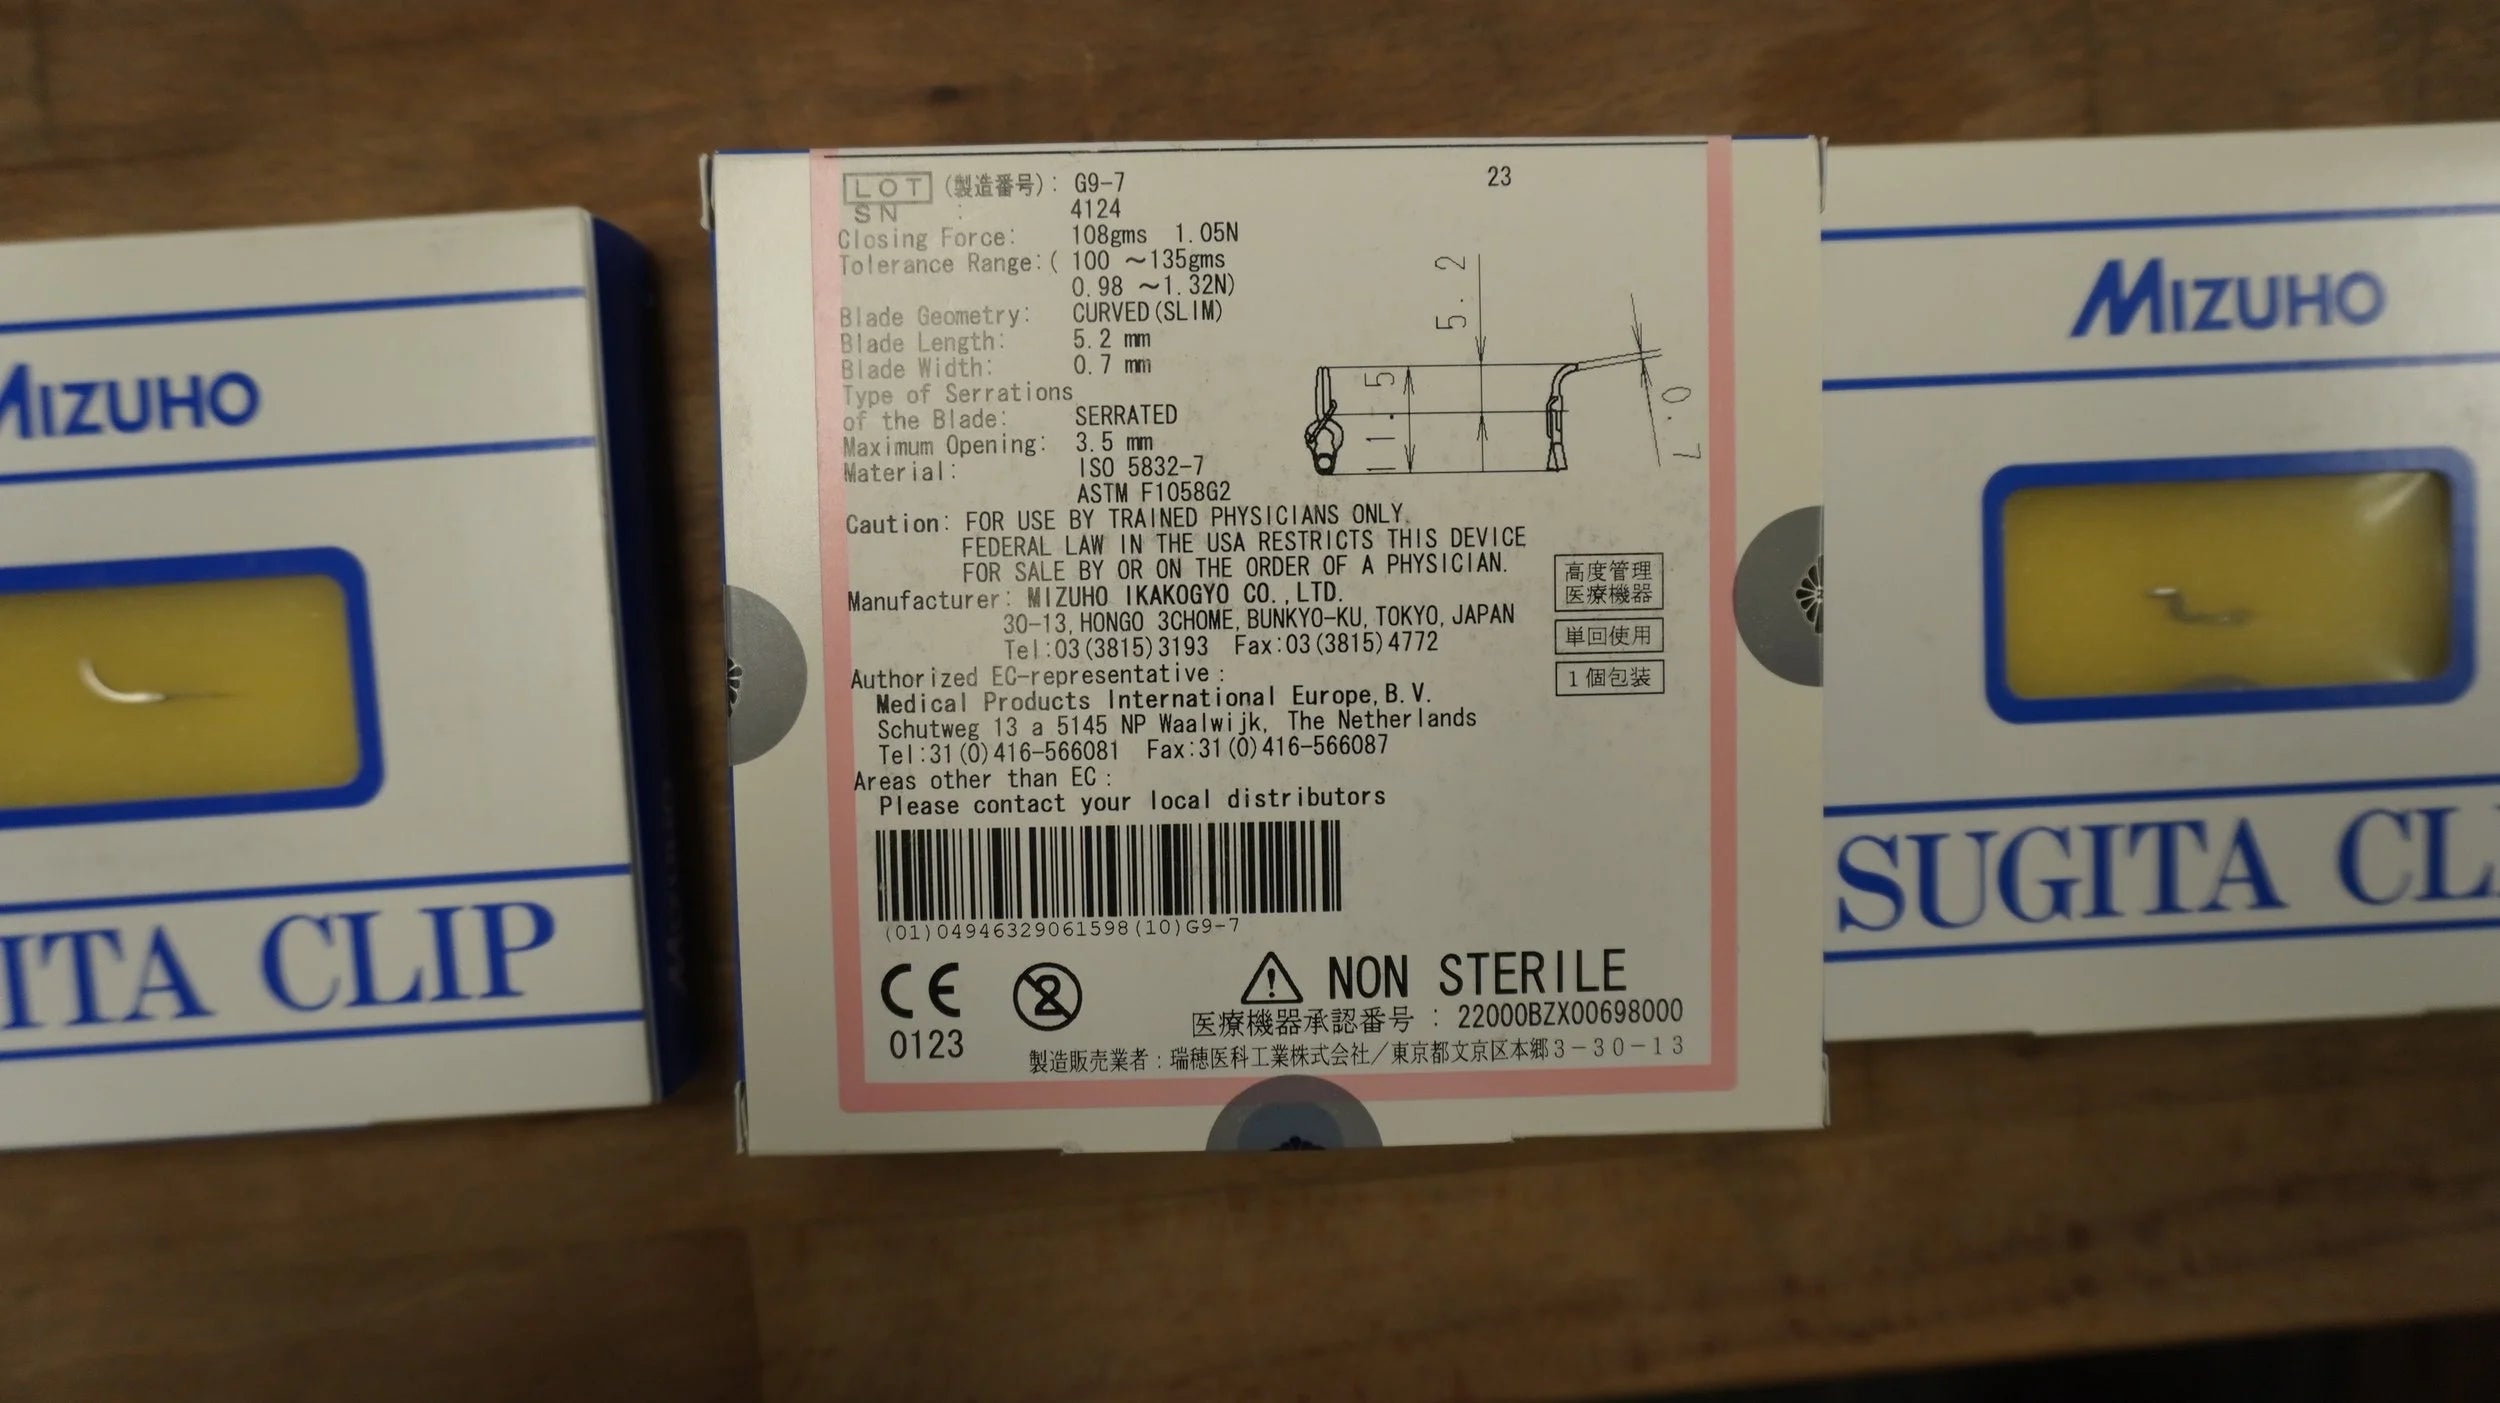 MIZUHO
ITA CLIP
LOT (製造番号): G9-7
23
SN : 4124
Closing Force: 108gms 1.05N
Tolerance Range:( 100 ~135gms
0.98 ~1.32N)
Blade Geometry: CURVED(SLIM)
Blade Length: 5.2 mm
Blade Width: 0.7 mm
Type of Serrations
of the Blade: SERRATED
Maximum Opening: 3.5 mm
Material: ISO 5832-7
ASTM F1058G2
5.2
11.5
0.7
Caution: FOR USE BY TRAINED PHYSICIANS ONLY.
FEDERAL LAW IN THE USA RESTRICTS THIS DEVICE
FOR SALE BY OR ON THE ORDER OF A PHYSICIAN.
Manufacturer: MIZUHO IKAKOGYO CO.,LTD.
30-13,HONGO 3CHOME,BUNKYO-KU,TOKYO,JAPAN
Tel:03(3815)3193 Fax:03(3815)4772
高度管理
医療機器
単回使用
1個包装
Authorized EC-representative:
Medical Products International Europe,B.V.
Schutweg 13 a 5145 NP Waalwijk, The Netherlands
Tel:31(0)416-566081 Fax:31(0)416-566087
Areas other than EC:
Please contact your local distributors
(01)04946329061598(10)G9-7
CE
0123
2
NON STERILE
医療機器承認番号 : 22000BZX00698000
製造販売業者:瑞穂医科工業株式会社/東京都文京区本郷3-30-13
MIZUHO
SUGITA CL